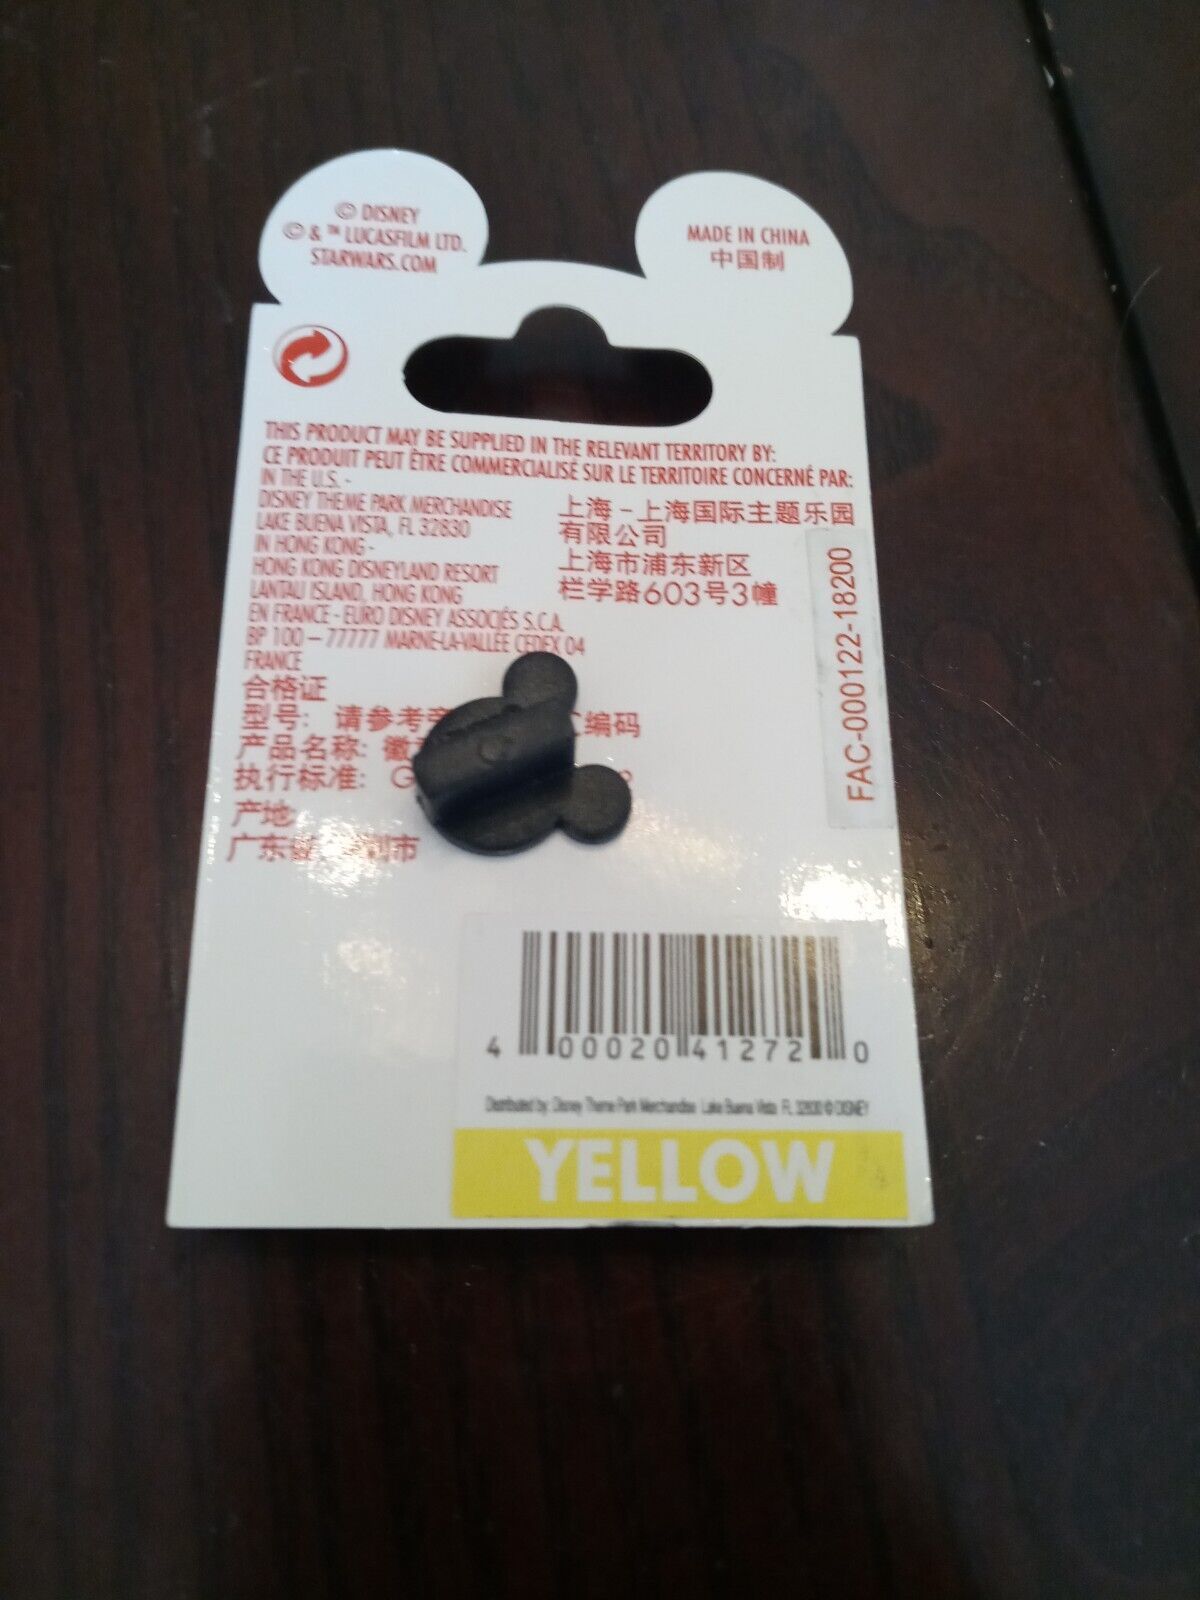 © DISNEY
© & ™ LUCASFILM LTD.
STARWARS.COM
MADE IN CHINA
中国制
THIS PRODUCT MAY BE SUPPLIED IN THE RELEVANT TERRITORY BY:
CE PRODUIT PEUT ÊTRE COMMERCIALISÉ SUR LE TERRITOIRE CONCERNÉ PAR:
IN THE U.S. -
DISNEY THEME PARK MERCHANDISE
LAKE BUENA VISTA, FL 32830
IN HONG KONG -
HONG KONG DISNEYLAND RESORT
LANTAU ISLAND, HONG KONG
EN FRANCE - EURO DISNEY ASSOCIÉS S.C.A.
BP 100 – 77777 MARNE-LA-VALLÉE CEDEX 04
FRANCE
上海 - 上海国际主题乐园
有限公司
上海市浦东新区
栏学路603号3幢
合格证
型号: 请参考 编码
产品名称: 徽
执行标准: G
产地
广东 圳市
FAC-000122-18200
4 00020 41272 0
Distributed by: Disney Theme Park Merchandise Lake Buena Vista FL 32830 © DISNEY
YELLOW